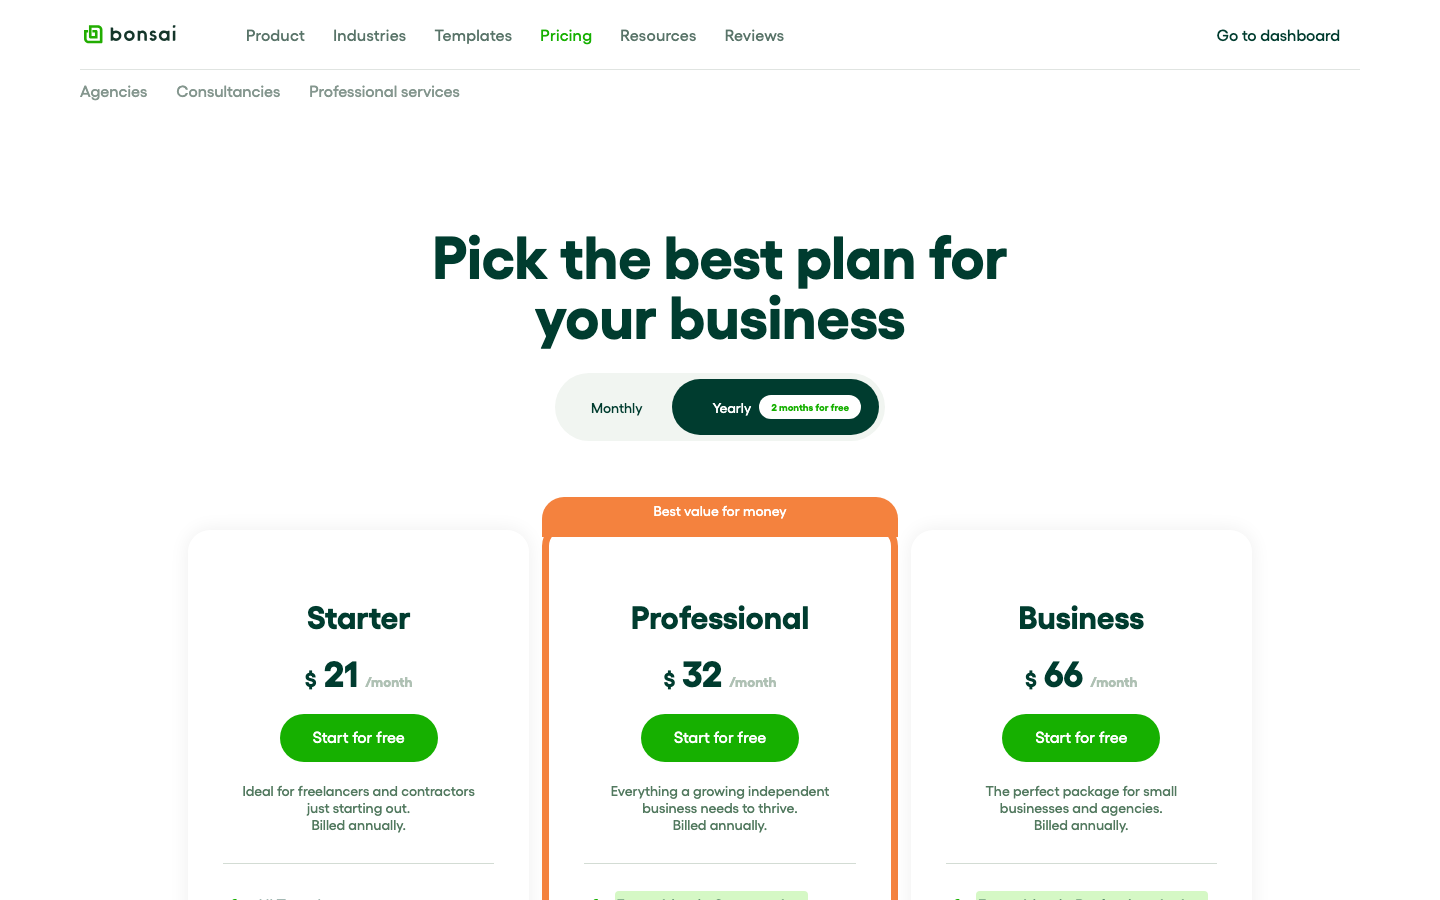 bonsai
Product Industries Templates Pricing Resources Reviews
Go to dashboard
Agencies Consultancies Professional services
Pick the best plan for
your business
Monthly
Yearly 2 months for free
Best value for money
Starter
$ 21 /month
Start for free
Ideal for freelancers and contractors
just starting out.
Billed annually.
Professional
$ 32 /month
Start for free
Everything a growing independent
business needs to thrive.
Billed annually.
Business
$ 66 /month
Start for free
The perfect package for small
businesses and agencies.
Billed annually.